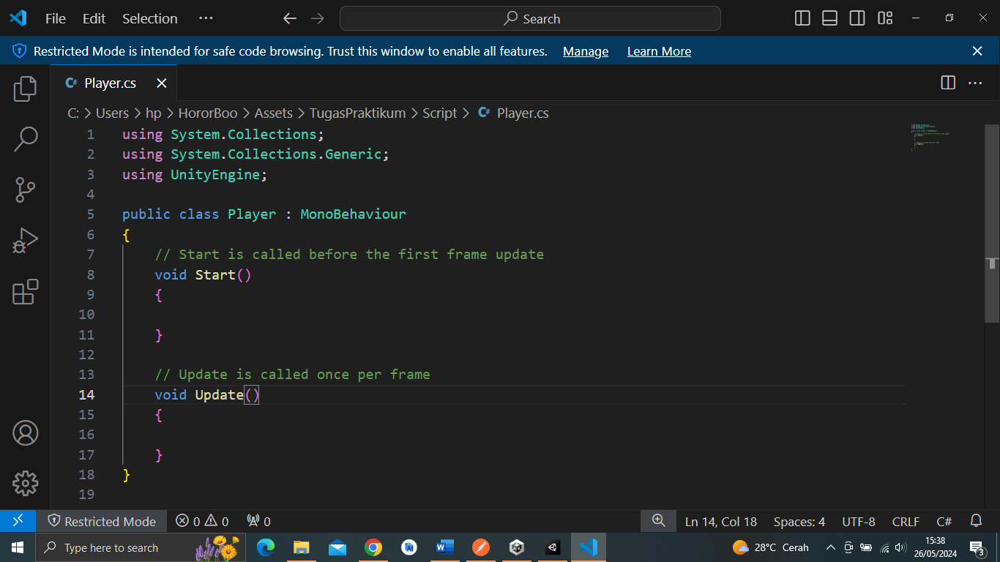 File Edit Selection ··· Search
Restricted Mode is intended for safe code browsing. Trust this window to enable all features. Manage Learn More
C# Player.cs
C: > Users > hp > HororBoo > Assets > TugasPraktikum > Script > C# Player.cs
1 using System.Collections;
2 using System.Collections.Generic;
3 using UnityEngine;
4
5 public class Player : MonoBehaviour
6 {
7 // Start is called before the first frame update
8 void Start()
9 {
10
11 }
12
13 // Update is called once per frame
14 void Update()
15 {
16
17 }
18 }
19
Restricted Mode 0 0 0 Ln 14, Col 18 Spaces: 4 UTF-8 CRLF C#
Type here to search 28°C Cerah 15:38
26/05/2024 3